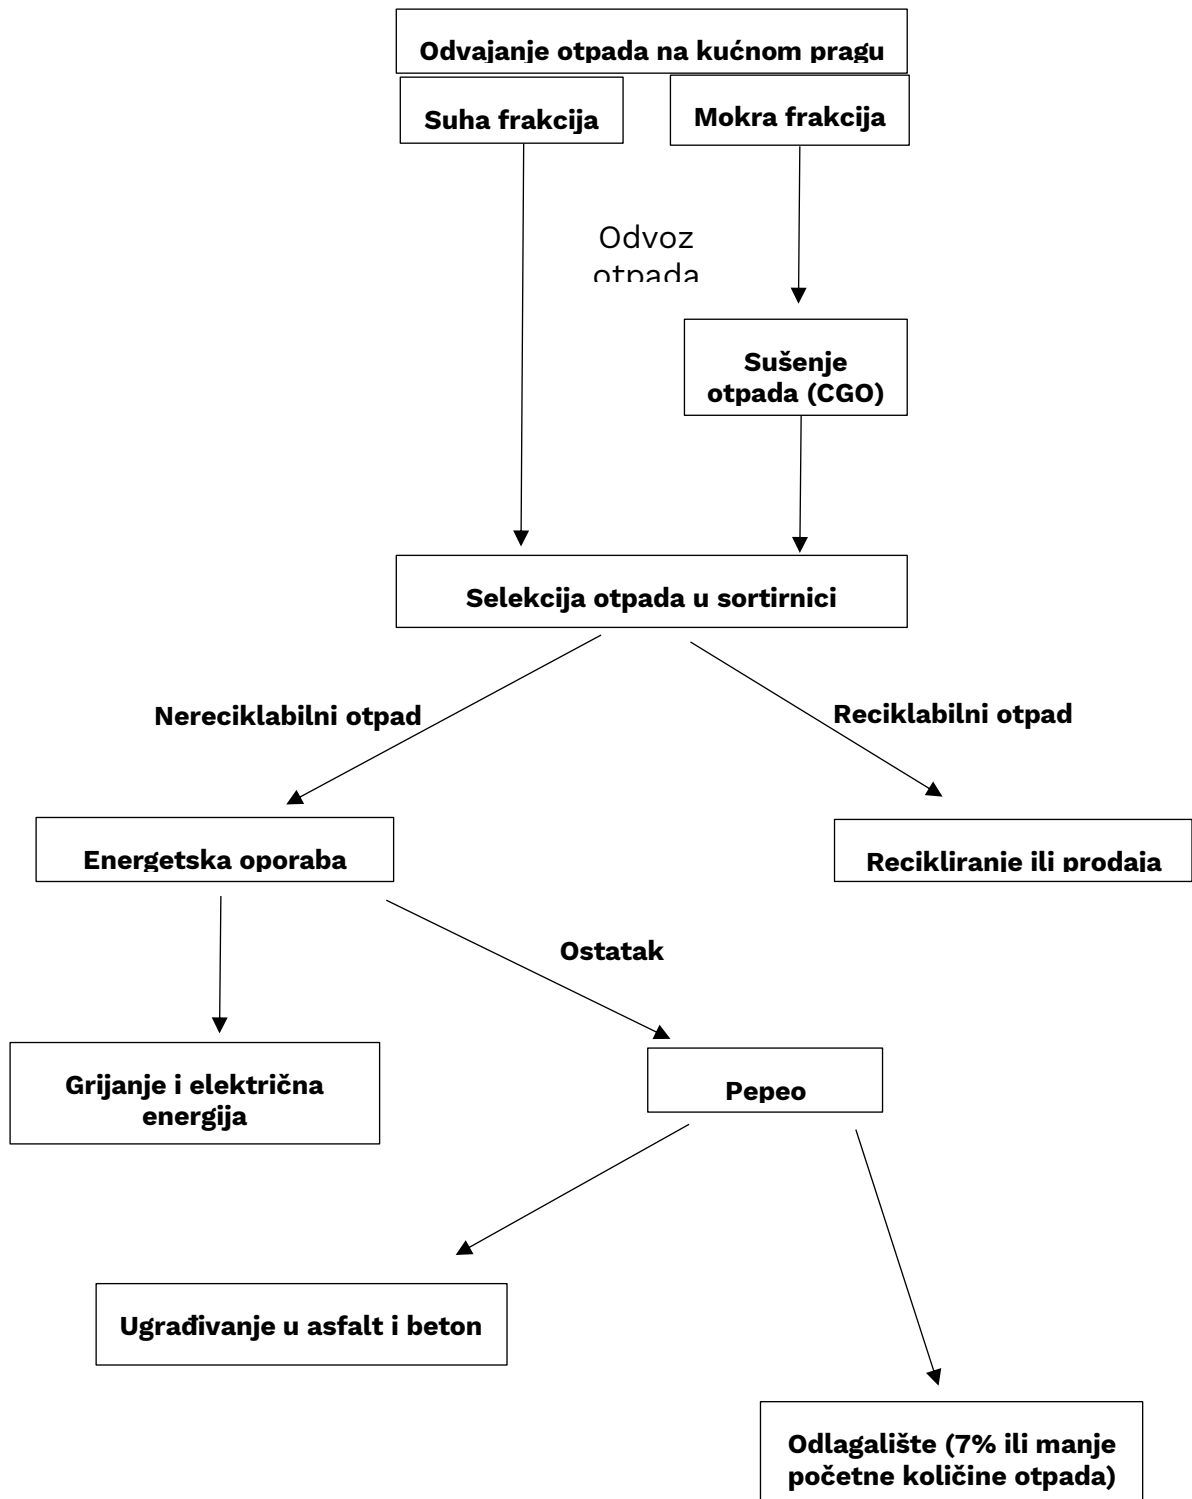 Odvajanje otpada na kućnom pragu
Suha frakcija
Mokra frakcija
Odvoz
otpada
Sušenje
otpada (CGO)
Selekcija otpada u sortirnici
Nereciklabilni otpad
Reciklabilni otpad
Energetska oporaba
Recikliranje ili prodaja
Ostatak
Grijanje i električna
energija
Pepeo
Ugrađivanje u asfalt i beton
Odlagalište (7% ili manje
početne količine otpada)